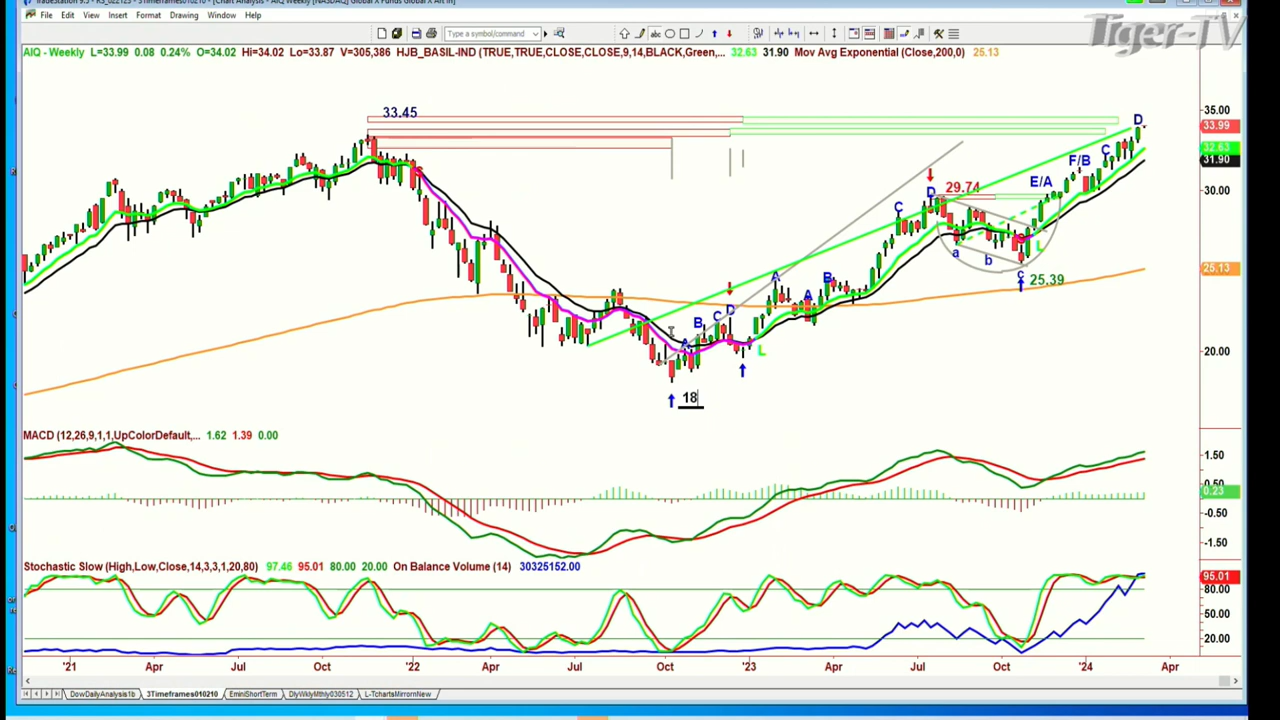 Tiger-TV
File Edit View Insert Format Drawing Window Help
Type a symbol/command
AIQ - Weekly L=33.99 0.08 0.24% O=34.02 Hi=34.02 Lo=33.87 V=305,386 HJB_BASIL-IND (TRUE,TRUE,CLOSE,CLOSE,9,14,BLACK,Green,... 32.63 31.90 Mov Avg Exponential (Close,200,0) 25.13
33.45
D
35.00
33.99
32.63
31.90
C
F/B
E/A
D 29.74
30.00
C
a
b
c 25.39
L
25.13
A
B
A
B C D
A
L
20.00
18
MACD (12,26,9,1,1,UpColorDefault,... 1.62 1.39 0.00
1.50
0.50
0.23
-0.50
-1.50
Stochastic Slow (High,Low,Close,14,3,3,1,20,80) 97.46 95.01 80.00 20.00 On Balance Volume (14) 30325152.00
95.01
80.00
50.00
20.00
'21 Apr Jul Oct '22 Apr Jul Oct '23 Apr Jul Oct '24 Apr
DowDailyAnalysis1b 3Timeframes010210 EminiShortTerm DlyWklyMthly030512 L-TchartsMirrornNew